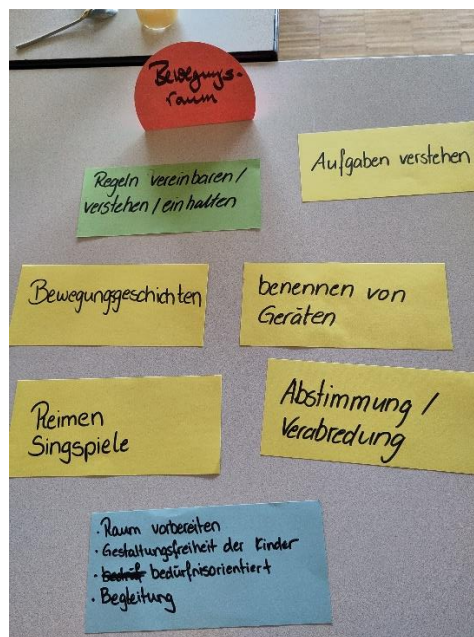 Bewegungs-
raum
Aufgaben verstehen
Regeln vereinbaren /
verstehen / einhalten
Bewegungsgeschichten
benennen von
Geräten
Reimen
Singspiele
Abstimmung /
Verabredung
· Raum vorbereiten
· Gestaltungsfreiheit der Kinder
· bedürfnisorientiert
· Begleitung